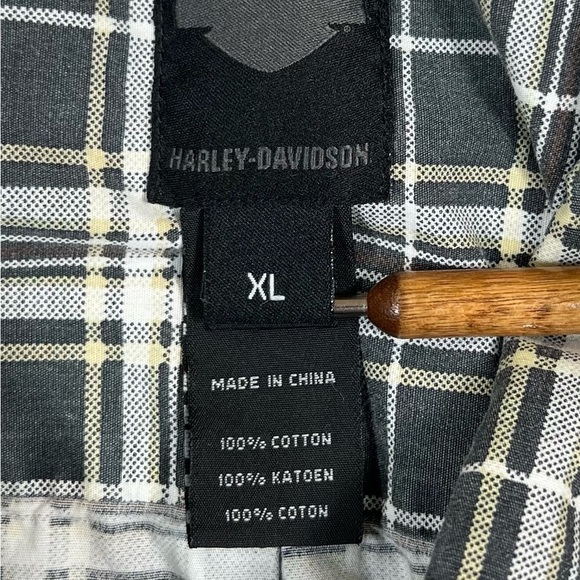 HARLEY-DAVIDSON
XL
MADE IN CHINA
100% COTTON
100% KATOEN
100% COTON